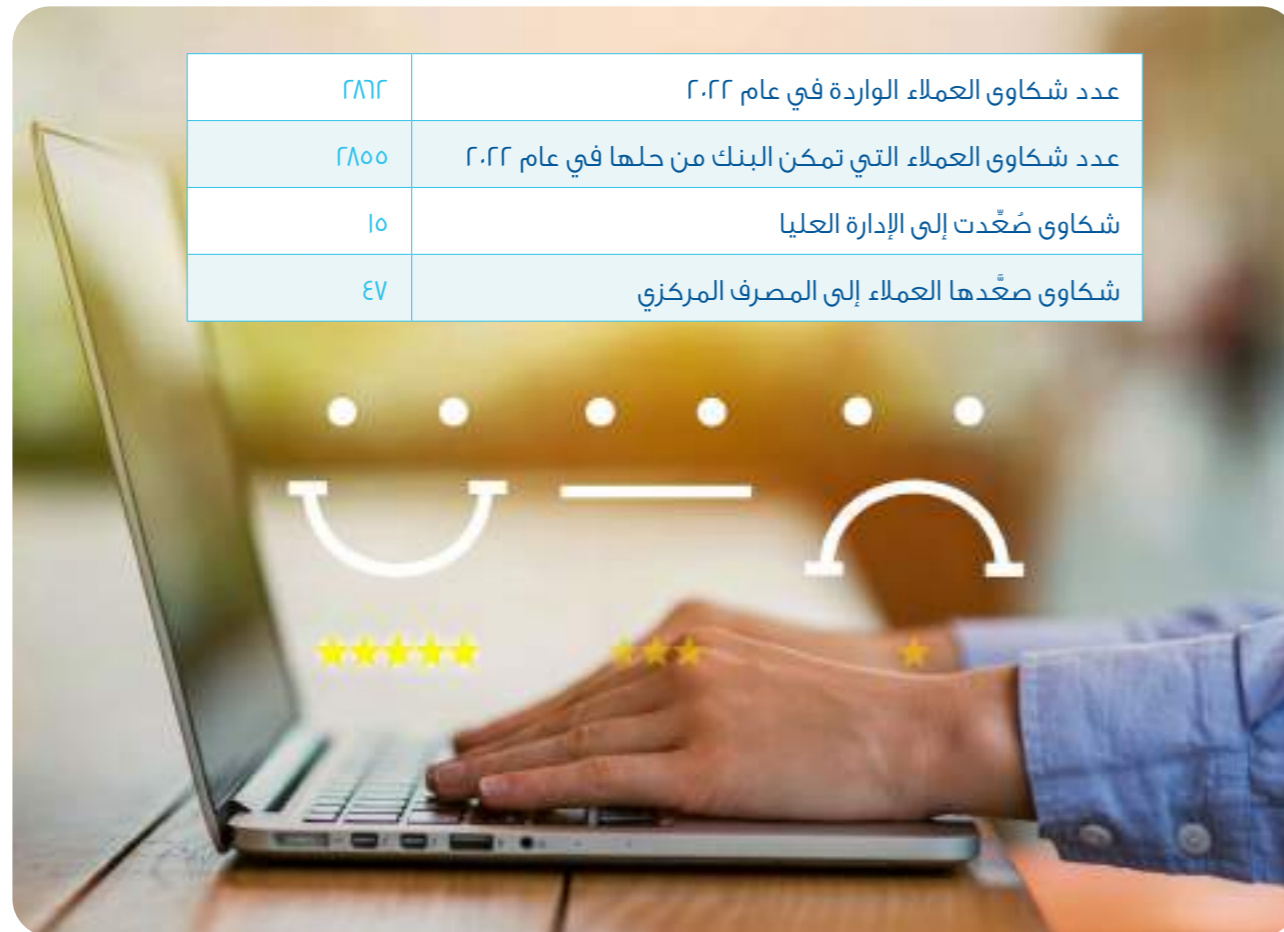 عدد شكاوى العملاء الواردة في عام ٢٠٢٢ ٢٨٦٢
عدد شكاوى العملاء التي تمكن البنك من حلها في عام ٢٠٢٢ ٢٨٥٥
شكاوى صُعِّدت إلى الإدارة العليا ١٥
شكاوى صعَّدها العملاء إلى المصرف المركزي ٤٧